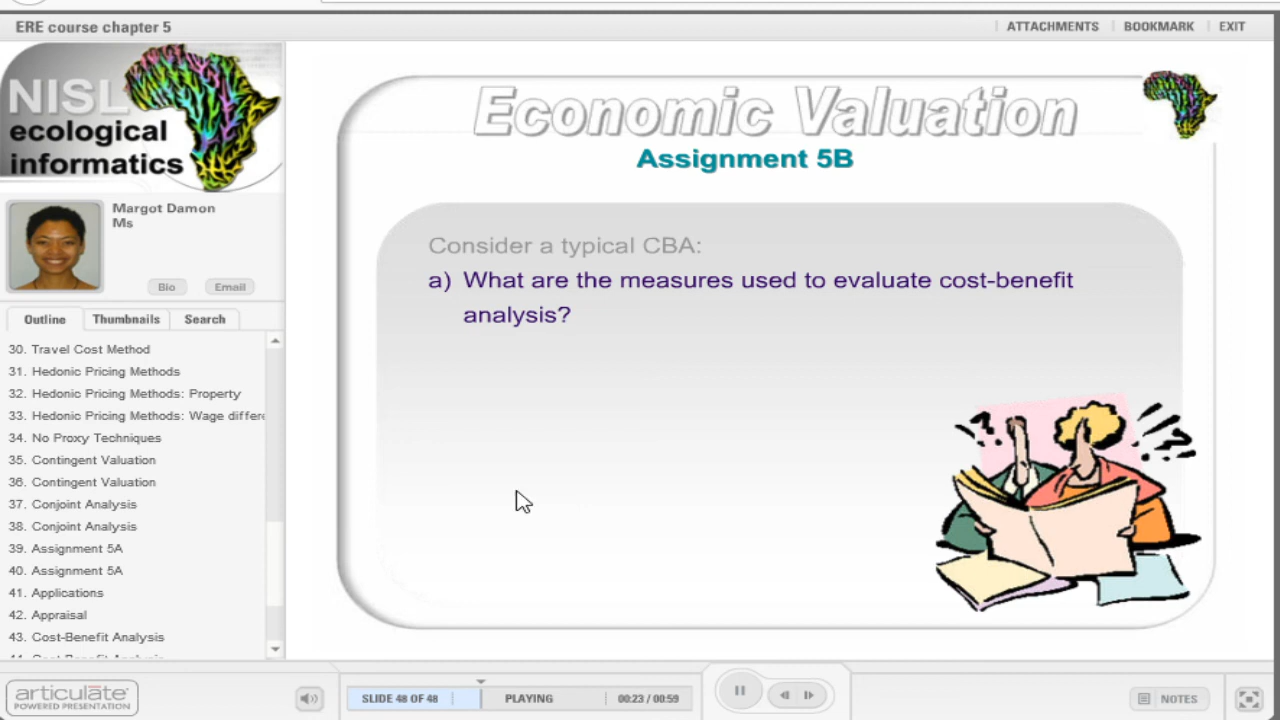 ERE course chapter 5
ATTACHMENTS
BOOKMARK
EXIT
NISL
ecological
informatics
Margot Damon
Ms
Bio
Email
Outline
Thumbnails
Search
30. Travel Cost Method
31. Hedonic Pricing Methods
32. Hedonic Pricing Methods: Property
33. Hedonic Pricing Methods: Wage differe
34. No Proxy Techniques
35. Contingent Valuation
36. Contingent Valuation
37. Conjoint Analysis
38. Conjoint Analysis
39. Assignment 5A
40. Assignment 5A
41. Applications
42. Appraisal
43. Cost-Benefit Analysis
44. Cost-Benefit Analysis
Economic Valuation
Assignment 5B
Consider a typical CBA:
a) What are the measures used to evaluate cost-benefit
analysis?
articulate
POWERED PRESENTATION
SLIDE 48 OF 48
PLAYING
00:23 / 00:59
NOTES